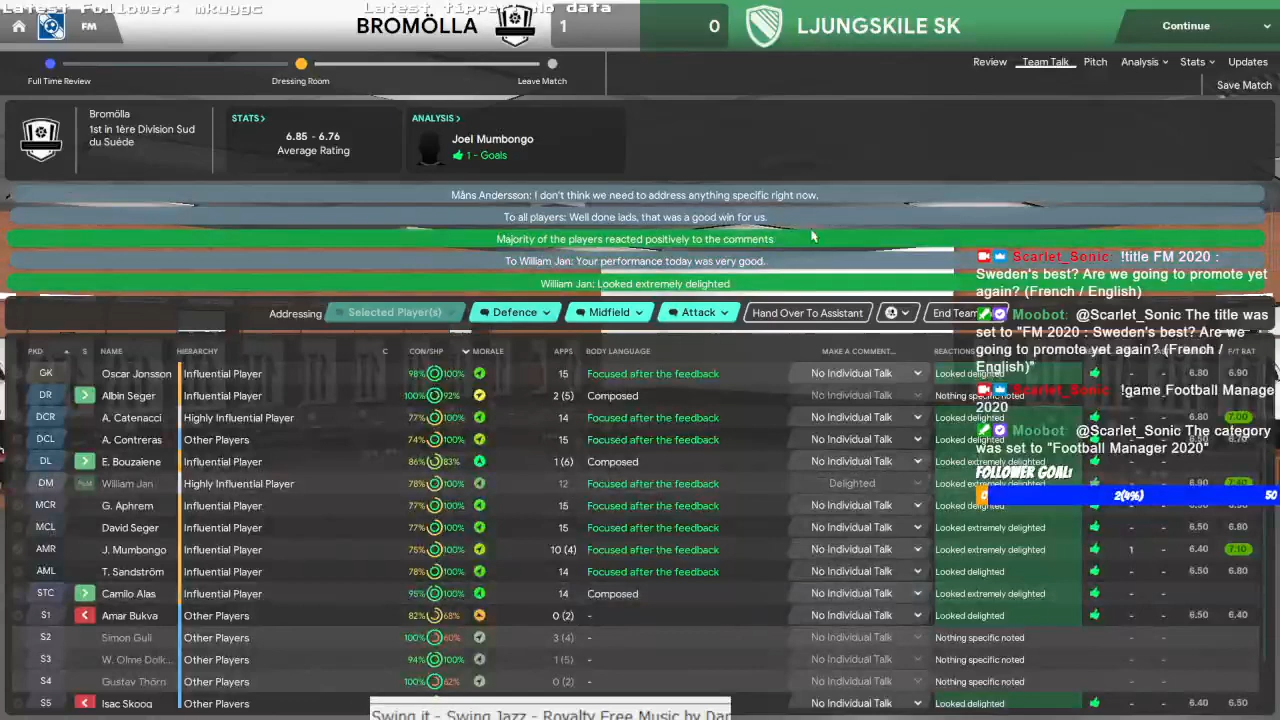 Latest Follower: mkuygc
Latest Tipper: No data
FM
BROMÖLLA
1
0
LJUNGSKILE SK
Continue
Full Time Review
Dressing Room
Leave Match
Review
Team Talk
Pitch
Analysis
Stats
Updates
Save Match
Bromölla
1st in 1ère Division Sud
du Suède
STATS>
6.85 - 6.76
Average Rating
ANALYSIS>
Joel Mumbongo
1 - Goals
Måns Andersson: I don't think we need to address anything specific right now.
To all players: Well done lads, that was a good win for us.
Majority of the players reacted positively to the comments
To William Jan: Your performance today was very good.
William Jan: Looked extremely delighted
Scarlet_Sonic: !title FM 2020 :
Sweden's best? Are we going to promote yet
again? (French / English)
Moobot: @Scarlet_Sonic The title was
set to "FM 2020 : Sweden's best? Are we
going to promote yet again? (French /
English)"
Scarlet_Sonic: !game Football Manager
2020
Moobot: @Scarlet_Sonic The category
was set to "Football Manager 2020"
FOLLOWER GOAL:
0
2(4%)
50
Addressing
Selected Player(s)
Defence
Midfield
Attack
Hand Over To Assistant
End Team
PKD S NAME HIERARCHY C CON/SHP MORALE APPS BODY LANGUAGE MAKE A COMMENT... REACTIONS F/T RAT
GK Oscar Jonsson Influential Player 98% 100% 15 Focused after the feedback No Individual Talk Looked delighted 6.80 6.90
DR Albin Seger Influential Player 100% 92% 2 (5) Composed No Individual Talk Nothing specific noted
DCR A. Catenacci Highly Influential Player 77% 100% 14 Focused after the feedback No Individual Talk Looked delighted - - 6.80 7.00
DCL A. Contreras Other Players 74% 100% 15 Focused after the feedback No Individual Talk Looked delighted
DL E. Bouzaiene Influential Player 86% 83% 1 (6) Composed No Individual Talk Looked extremely delighted
DM PoM William Jan Highly Influential Player 78% 100% 12 Focused after the feedback Delighted Looked extremely delighted - - 6.90 7.40
MCR G. Aphrem Influential Player 77% 100% 15 Focused after the feedback No Individual Talk Looked delighted
MCL David Seger Influential Player 77% 100% 15 Focused after the feedback No Individual Talk Looked extremely delighted - - 6.50 6.80
AMR J. Mumbongo Influential Player 75% 100% 10 (4) Focused after the feedback No Individual Talk Looked extremely delighted 1 - 6.40 7.10
AML T. Sandström Influential Player 78% 100% 14 Focused after the feedback No Individual Talk Looked delighted - - 6.50 6.80
STC Camilo Alas Influential Player 95% 100% 14 Composed No Individual Talk Looked extremely delighted - - - -
S1 Amar Bukva Other Players 82% 68% 0 (2) - No Individual Talk Looked delighted - - 6.50 6.40
S2 Simon Guli Other Players 100% 60% 3 (4) - No Individual Talk Nothing specific noted - - - -
S3 W. Olme Dolk... Other Players 94% 100% 1 (5) - No Individual Talk Nothing specific noted - - - -
S4 Gustav Thörn Other Players 100% 62% 0 (2) - No Individual Talk Nothing specific noted - - - -
S5 Isac Skoog Other Players No Individual Talk Looked delighted - - 6.40 6.50
Swing it - Swing Jazz - Royalty Free Music by Dar